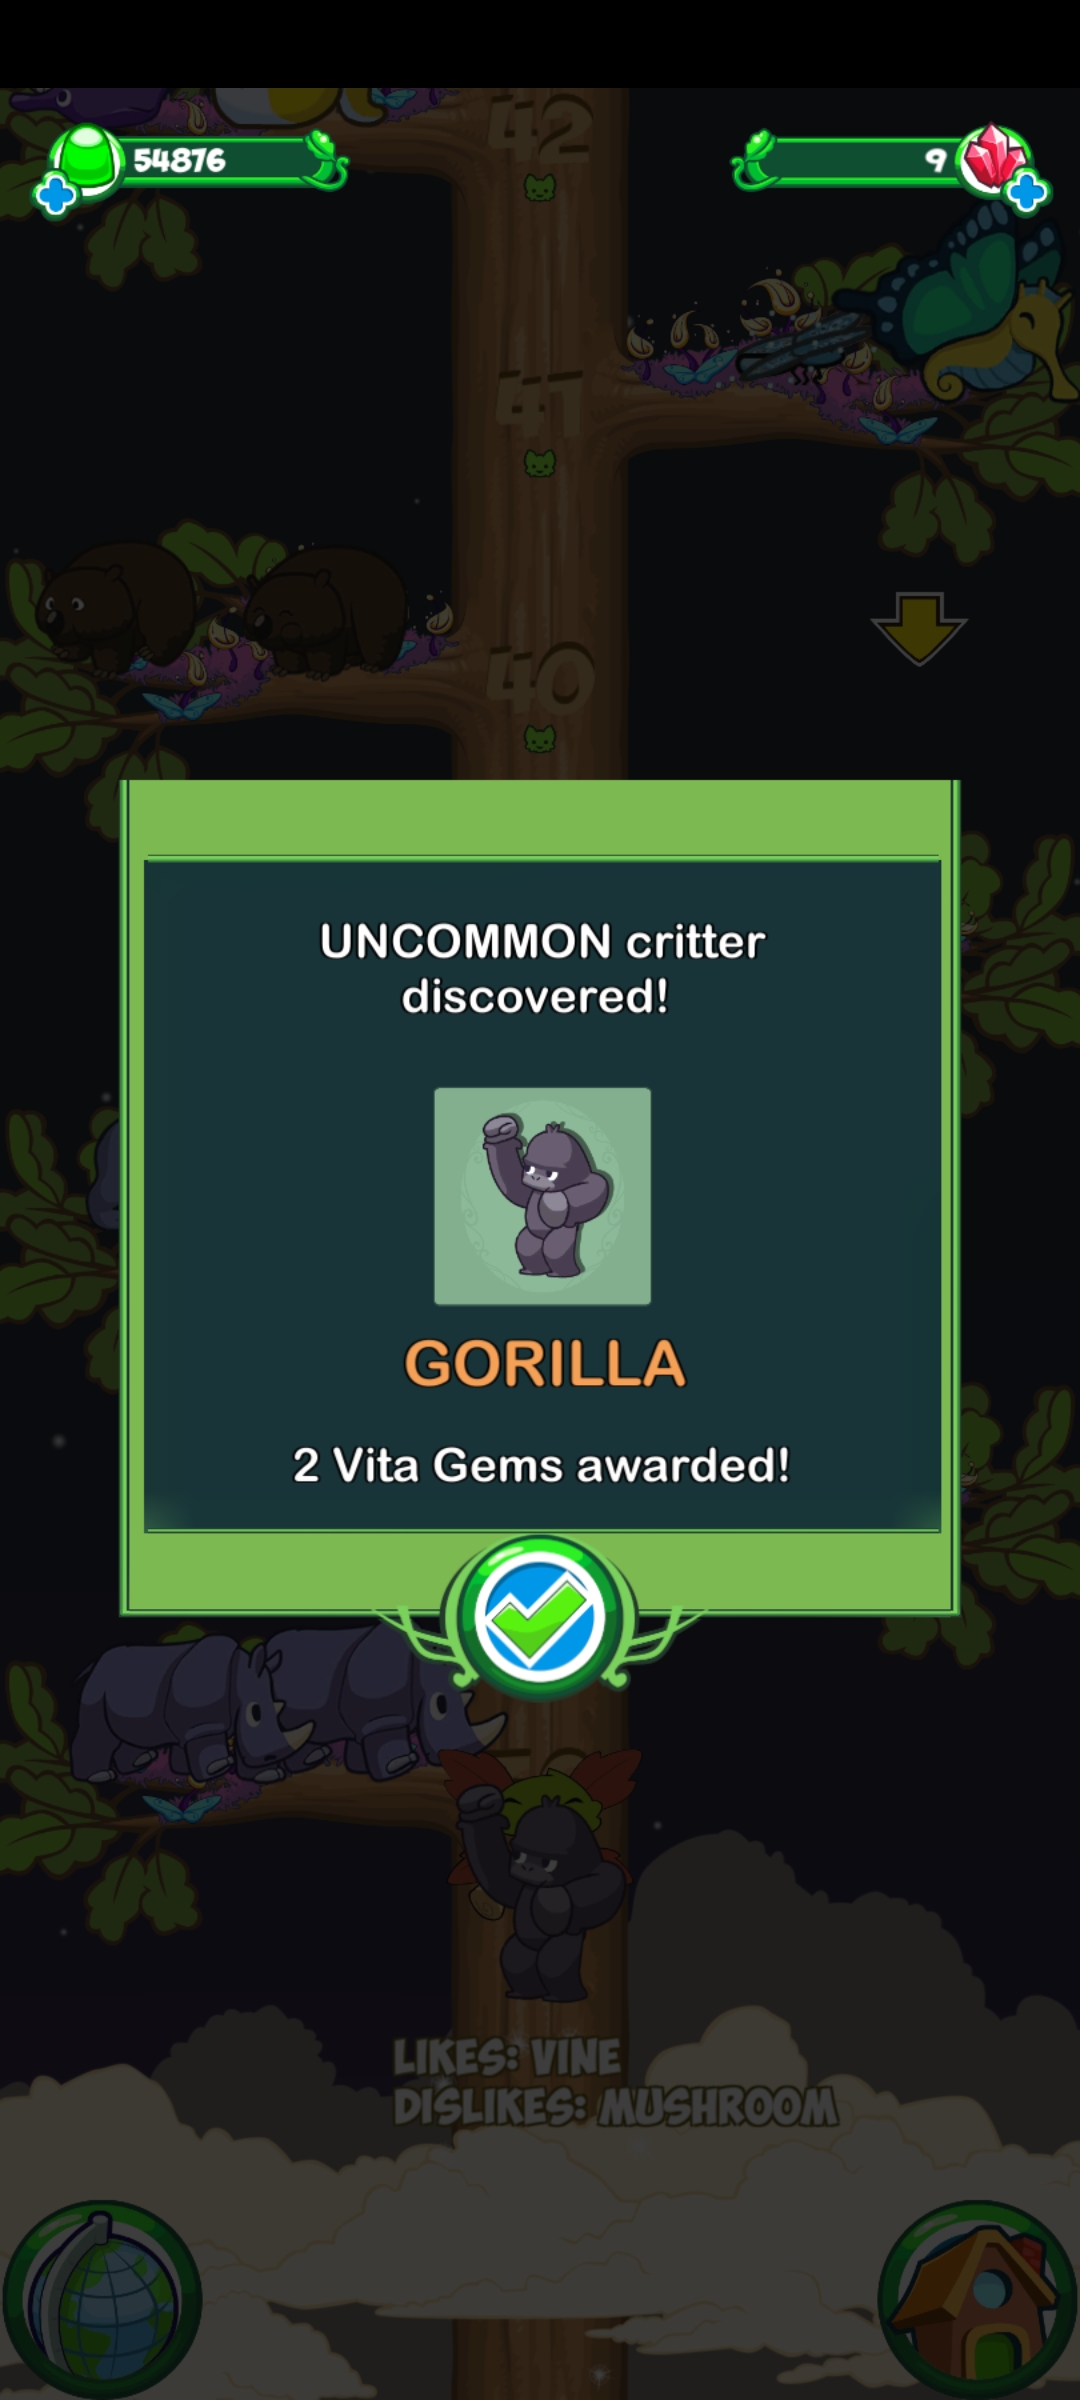 42
54876
9
41
40
UNCOMMON critter
discovered!
GORILLA
2 Vita Gems awarded!
LIKES: VINE
DISLIKES: MUSHROOM